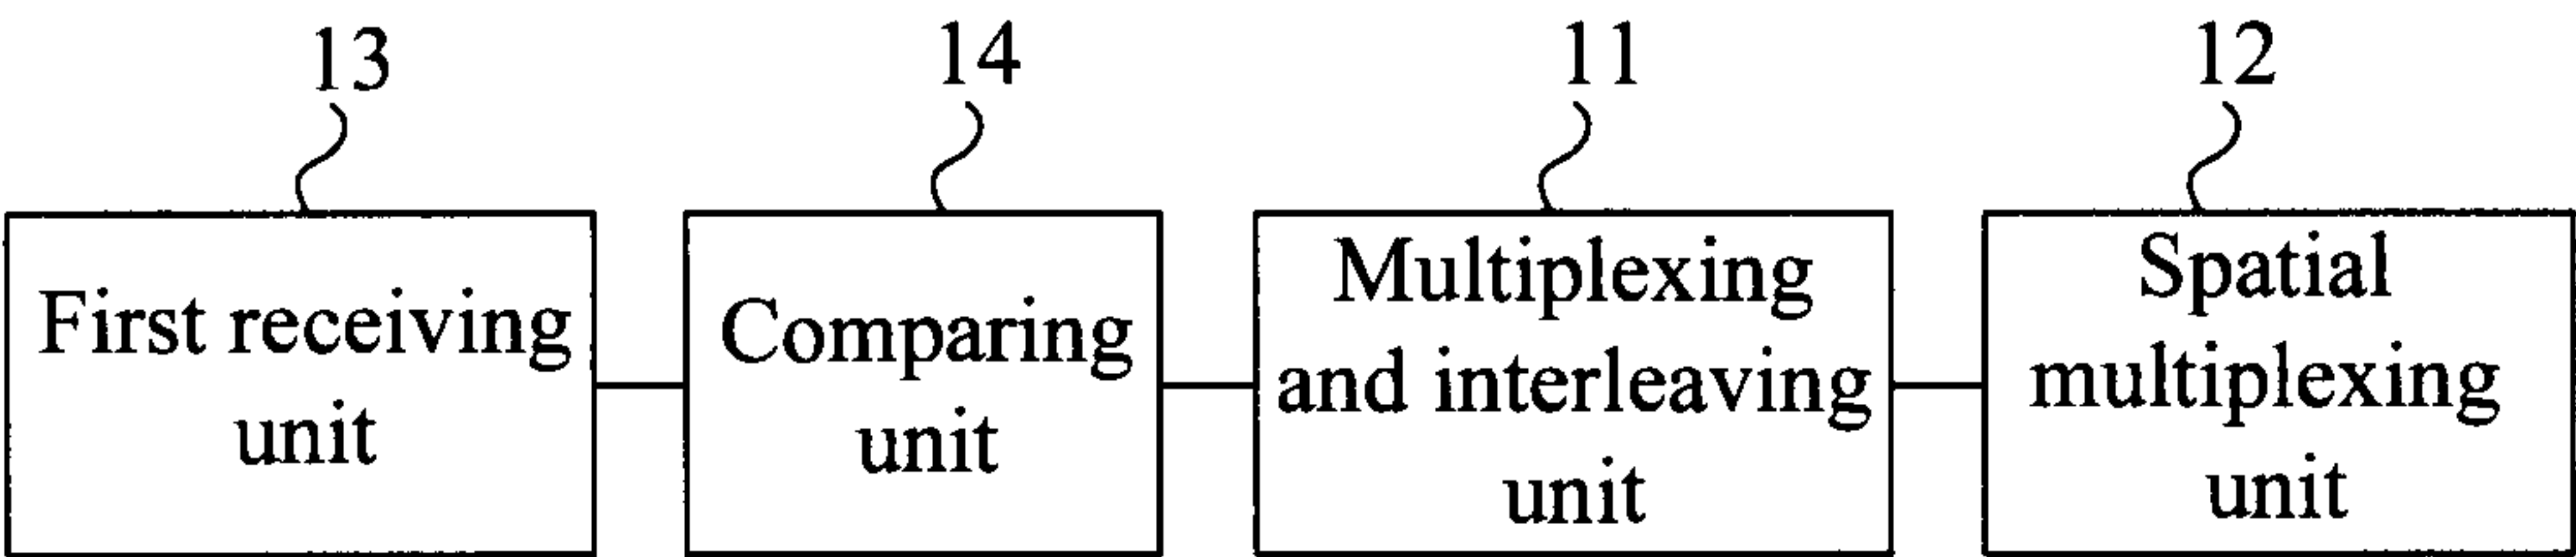 13
14
11
12
First receiving
unit
Comparing
unit
Multiplexing
and interleaving
unit
Spatial
multiplexing
unit